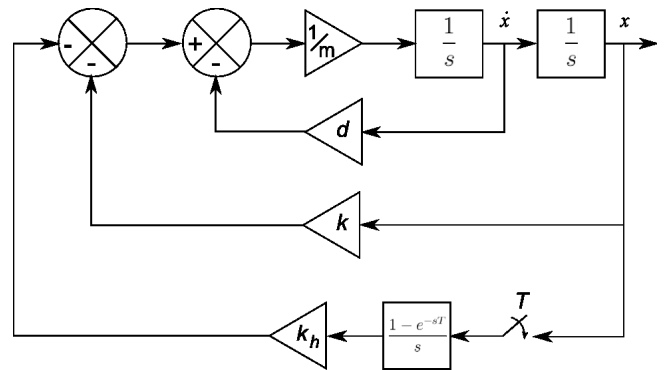 ẋ
x
1/m
1/s
1/s
-
+
-
-
d
k
T
k_h
1 - e^{-sT}/s